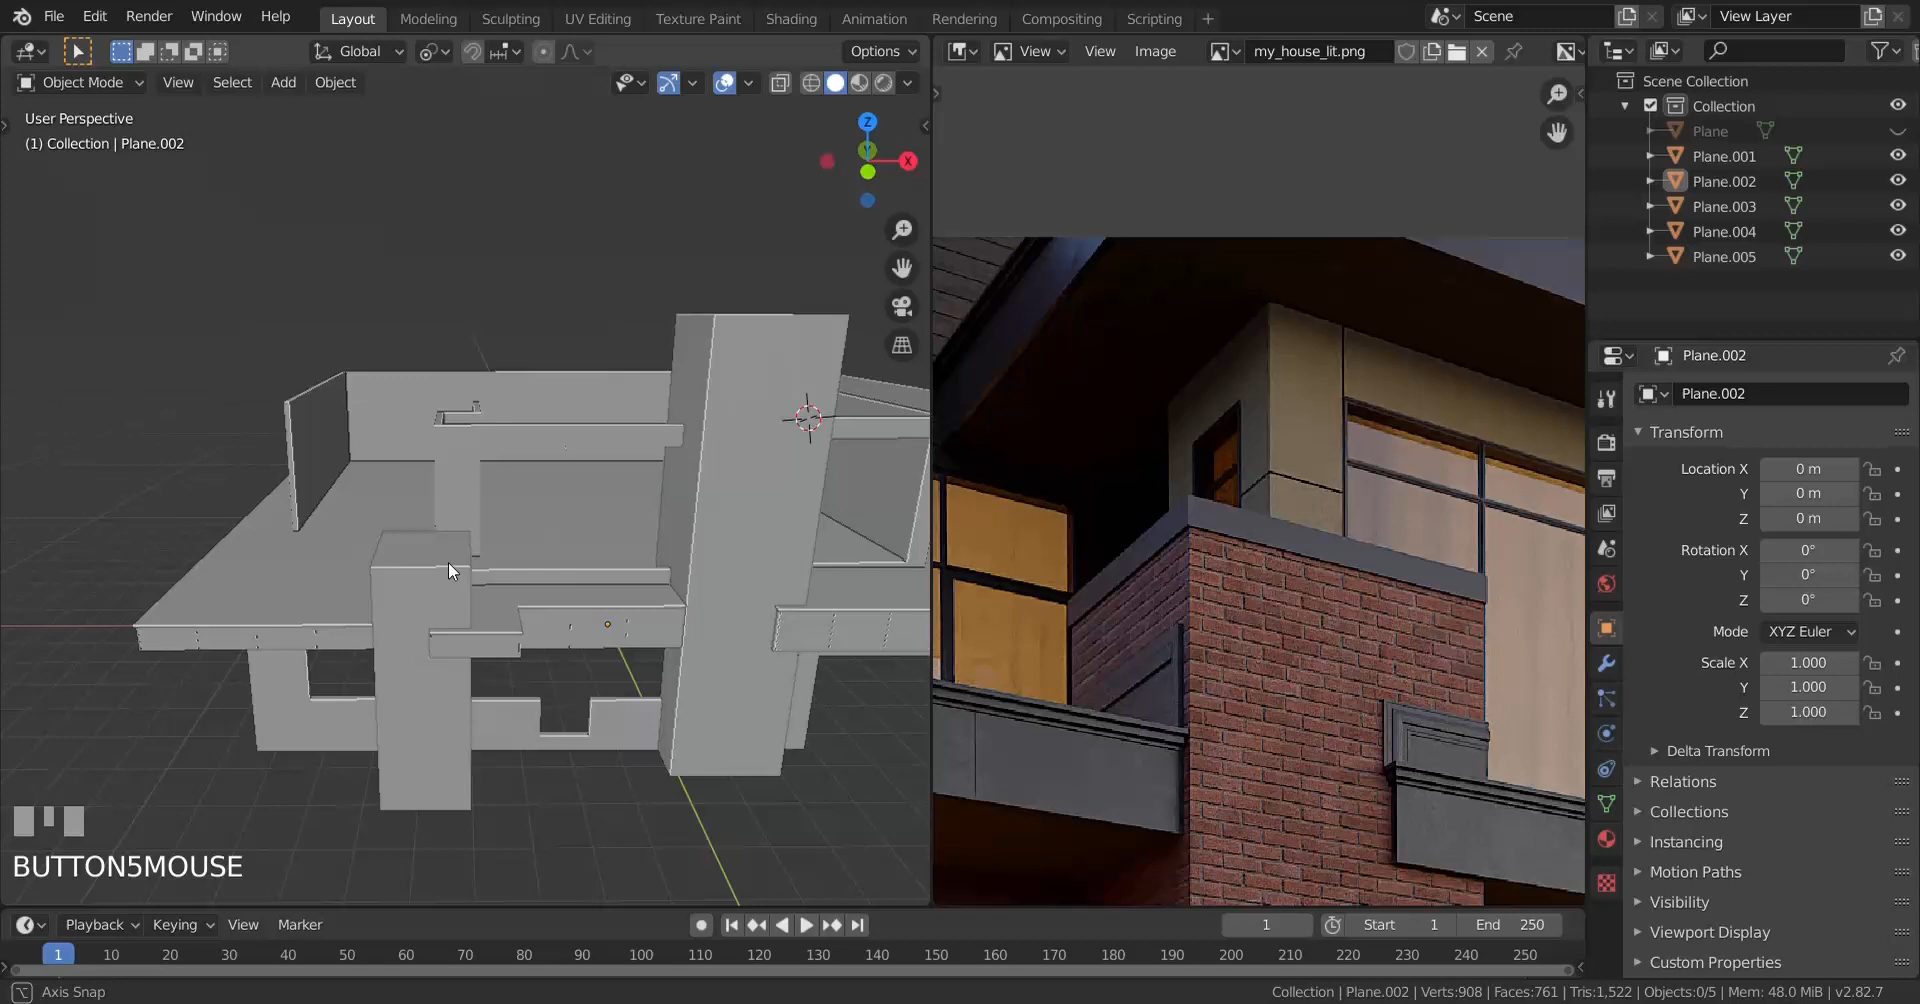 File Edit Render Window Help Layout Modeling Sculpting UV Editing Texture Paint Shading Animation Rendering Compositing Scripting + Scene View Layer
Global Options View View Image my_house_lit.png
Object Mode View Select Add Object
User Perspective
(1) Collection | Plane.002
Z
X
BUTTON5MOUSE
Scene Collection
Collection
Plane
Plane.001
Plane.002
Plane.003
Plane.004
Plane.005
Plane.002
Plane.002
Transform
Location X 0 m
Y 0 m
Z 0 m
Rotation X 0°
Y 0°
Z 0°
Mode XYZ Euler
Scale X 1.000
Y 1.000
Z 1.000
Delta Transform
Relations
Collections
Instancing
Motion Paths
Visibility
Viewport Display
Custom Properties
Playback Keying View Marker 1 Start 1 End 250
1 10 20 30 40 50 60 70 80 90 100 110 120 130 140 150 160 170 180 190 200 210 220 230 240 250
Axis Snap Collection | Plane.002 | Verts:908 | Faces:761 | Tris:1,522 | Objects:0/5 | Mem: 48.0 MiB | v2.82.7